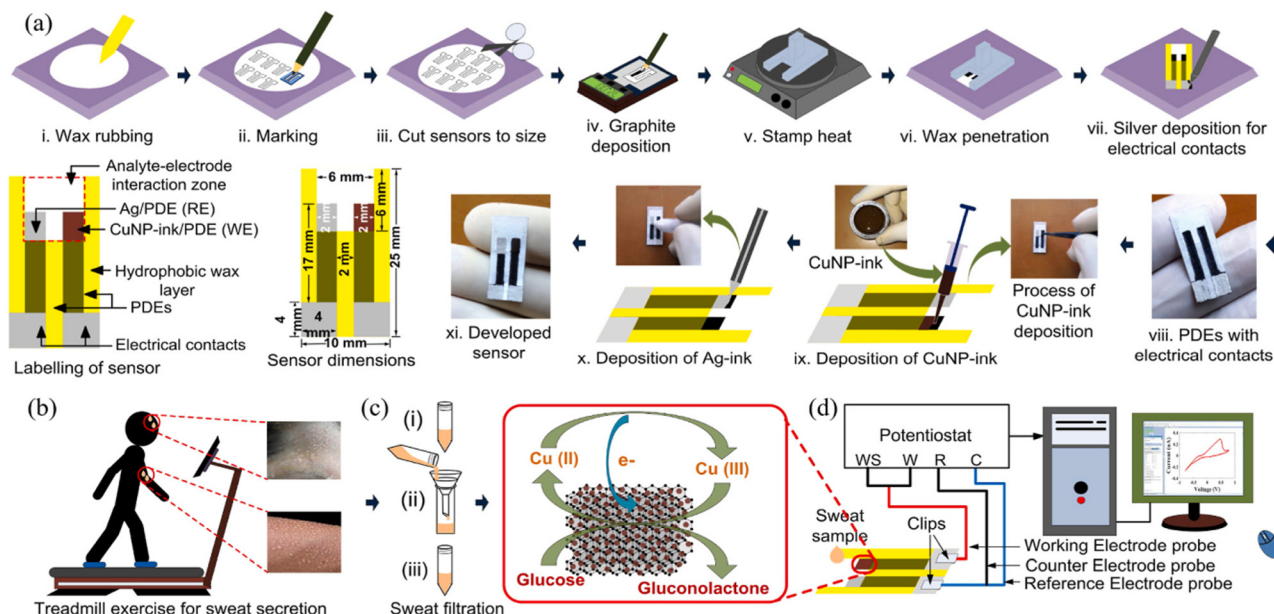 (a)
i. Wax rubbing
ii. Marking
iii. Cut sensors to size
iv. Graphite
deposition
v. Stamp heat
vi. Wax penetration
vii. Silver deposition for
electrical contacts
Analyte-electrode
interaction zone
Ag/PDE (RE)
CuNP-ink/PDE (WE)
Hydrophobic wax
layer
PDEs
Electrical contacts
Labelling of sensor
6 mm
6 mm
2 mm
2 mm
17 mm
2 mm
25 mm
4
mm
4
mm
10 mm
Sensor dimensions
xi. Developed
sensor
x. Deposition of Ag-ink
CuNP-ink
ix. Deposition of CuNP-ink
Process of
CuNP-ink
deposition
viii. PDEs with
electrical contacts
(b)
Treadmill exercise for sweat secretion
(c)
(i)
(ii)
(iii)
Sweat filtration
Cu (II)
e-
Cu (III)
Glucose
Gluconolactone
(d)
Potentiostat
WS W R C
Sweat
sample
Clips
Working Electrode probe
Counter Electrode probe
Reference Electrode probe
Current (mA)
Voltage (V)